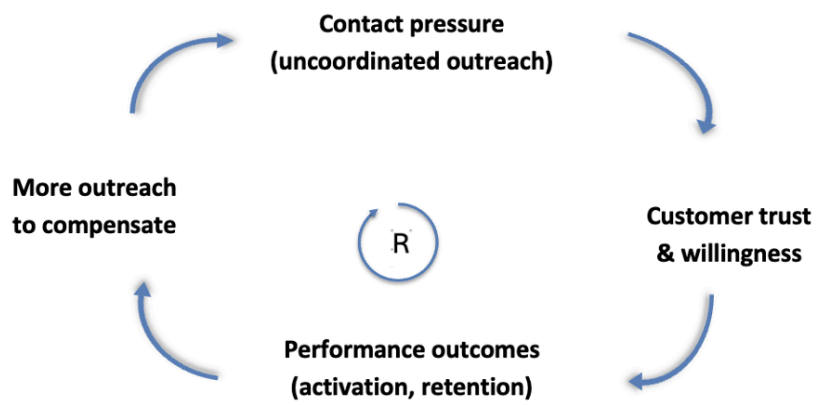 Contact pressure
(uncoordinated outreach)
Customer trust
& willingness
Performance outcomes
(activation, retention)
More outreach
to compensate
R